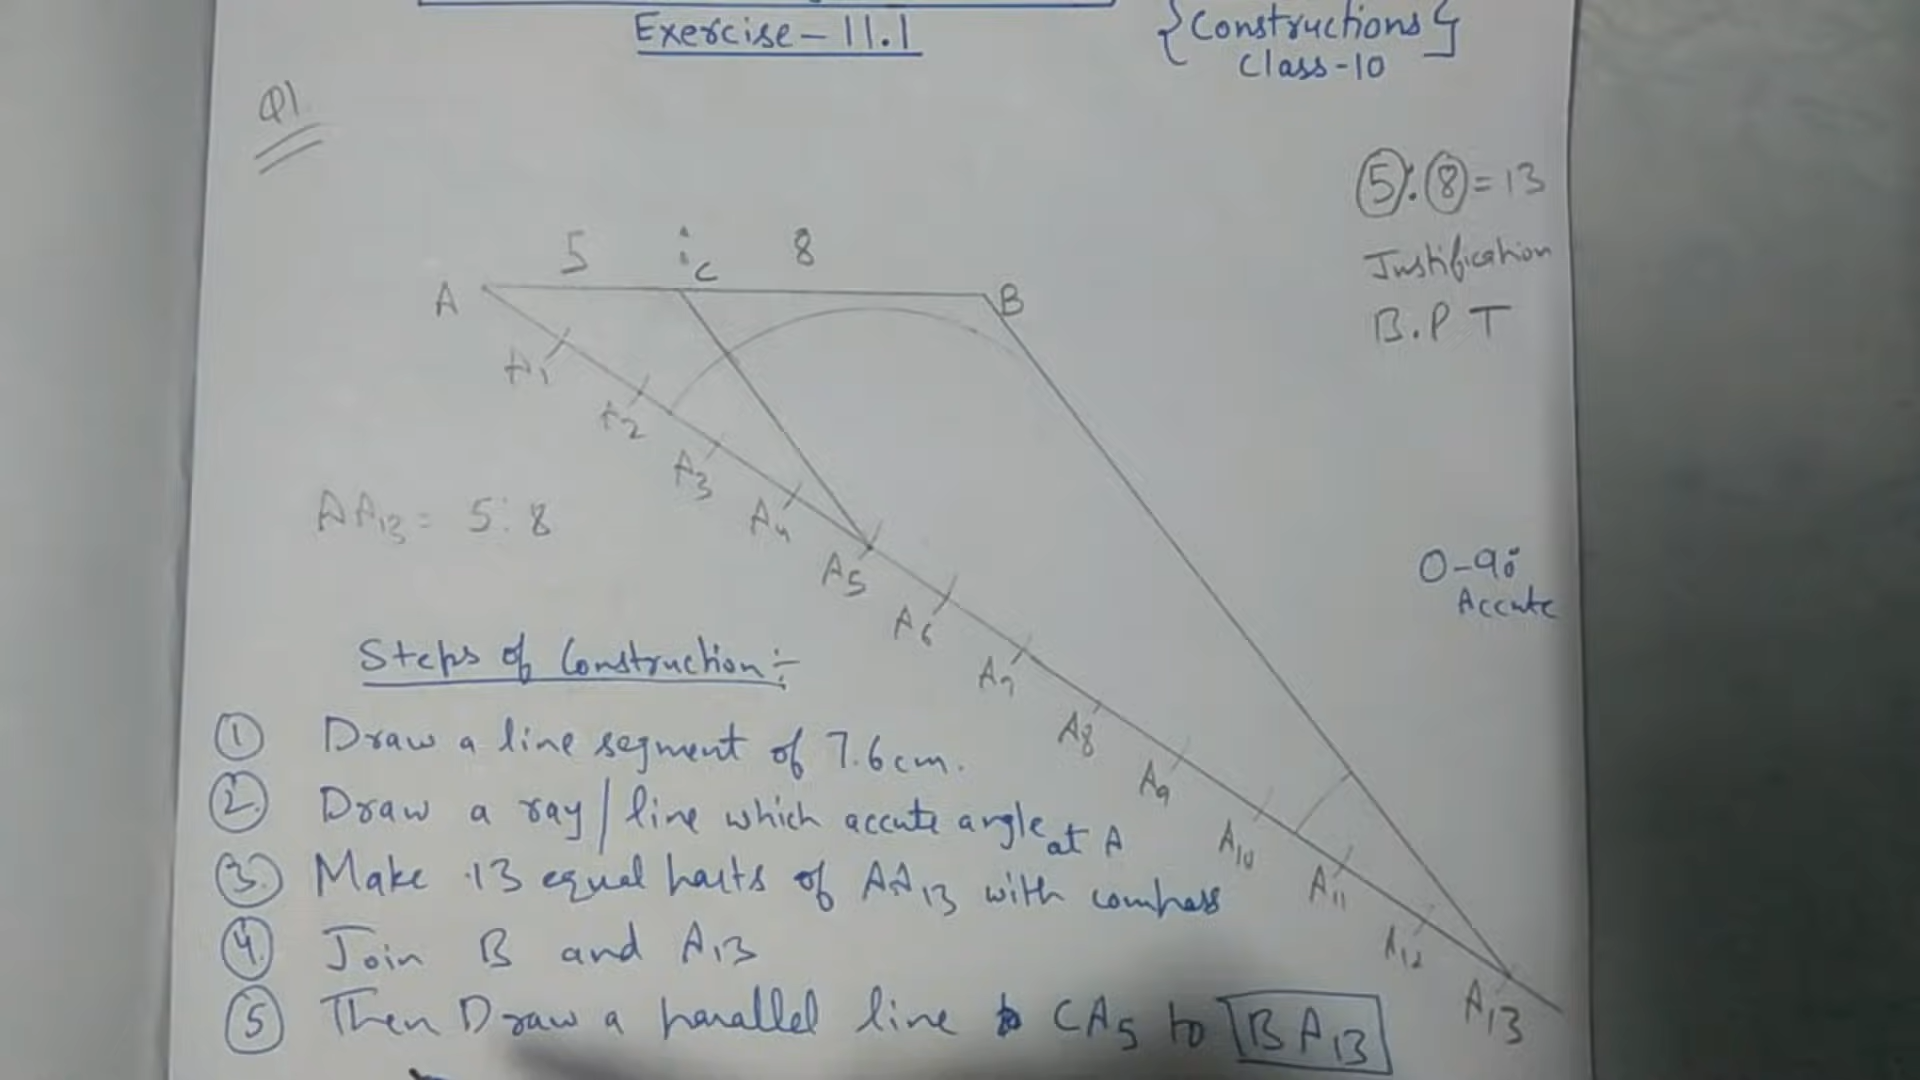 Exercise - 11.1
{Constructions}
Class-10
Q1
5 : 8 = 13
Justification
B.P T
5 : 8
A C B
A1
A2
A3
A4
A5
A6
A7
A8
A9
A10
A11
A12
A13
AA13 = 5:8
0-90°
Accute
Steps of Construction :-
① Draw a line segment of 7.6cm.
② Draw a ray/line which accute angle at A
③ Make 13 equal parts of AA13 with compass
④ Join B and A13
⑤ Then Draw a parallel line CA5 to BA13